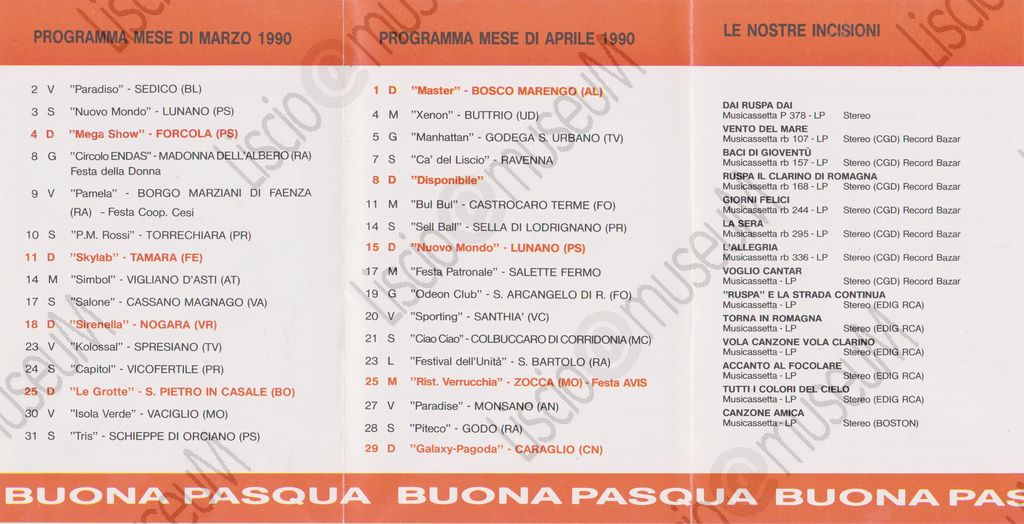 PROGRAMMA MESE DI MARZO 1990
2 V "Paradiso" - SEDICO (BL)
3 S "Nuovo Mondo" - LUNANO (PS)
4 D "Mega Show" - FORCOLA (PS)
8 G "Circolo ENDAS" - MADONNA DELL'ALBERO (RA)
Festa della Donna
9 V "Pamela" - BORGO MARZIANI DI FAENZA
(RA) - Festa Coop. Cesi
10 S "P.M. Rossi" - TORRECHIARA (PR)
11 D "Skylab" - TAMARA (FE)
14 M "Simbol" - VIGLIANO D'ASTI (AT)
17 S "Salone" - CASSANO MAGNAGO (VA)
18 D "Sirenella" - NOGARA (VR)
23 V "Kolossal" - SPRESIANO (TV)
24 S "Capitol" - VICOFERTILE (PR)
25 D "Le Grotte" - S. PIETRO IN CASALE (BO)
30 V "Isola Verde" - VACIGLIO (MO)
31 S "Tris" - SCHIEPPE DI ORCIANO (PS)
PROGRAMMA MESE DI APRILE 1990
1 D "Master" - BOSCO MARENGO (AL)
4 M "Xenon" - BUTTRIO (UD)
5 G "Manhattan" - GODEGA S. URBANO (TV)
7 S "Ca' del Liscio" - RAVENNA
8 D "Disponibile"
11 M "Bul Bul" - CASTROCARO TERME (FO)
14 S "Sell Ball" - SELLA DI LODRIGNANO (PR)
15 D "Nuovo Mondo" - LUNANO (PS)
17 M "Festa Patronale" - SALETTE FERMO
19 G "Odeon Club" - S. ARCANGELO DI R. (FO)
20 V "Sporting" - SANTHIA' (VC)
21 S "Ciao Ciao" - COLBUCCARO DI CORRIDONIA (MC)
23 L "Festival dell'Unità" - S. BARTOLO (RA)
25 M "Rist. Verrucchia" - ZOCCA (MO) - Festa AVIS
27 V "Paradise" - MONSANO (AN)
28 S "Piteco" - GODO (RA)
29 D "Galaxy-Pagoda" - CARAGLIO (CN)
LE NOSTRE INCISIONI
DAI RUSPA DAI
Musicassetta P 378 - LP Stereo
VENTO DEL MARE
Musicassetta rb 107 - LP Stereo (CGD) Record Bazar
BACI DI GIOVENTÙ
Musicassetta rb 157 - LP Stereo (CGD) Record Bazar
RUSPA IL CLARINO DI ROMAGNA
Musicassetta rb 168 - LP Stereo (CGD) Record Bazar
GIORNI FELICI
Musicassetta rb 244 - LP Stereo (CGD) Record Bazar
LA SERA
Musicassetta rb 295 - LP Stereo (CGD) Record Bazar
L'ALLEGRIA
Musicassetta rb 336 - LP Stereo (CGD) Record Bazar
VOGLIO CANTAR
Musicassetta - LP Stereo (CGD) Record Bazar
"RUSPA" E LA STRADA CONTINUA
Musicassetta - LP Stereo (EDIG RCA)
TORNA IN ROMAGNA
Musicassetta - LP Stereo (EDIG RCA)
VOLA CANZONE VOLA CLARINO
Musicassetta - LP Stereo (EDIG RCA)
ACCANTO AL FOCOLARE
Musicassetta - LP Stereo (EDIG RCA)
TUTTI I COLORI DEL CIELO
Musicassetta - LP Stereo (EDIG RCA)
CANZONE AMICA
Musicassetta - LP Stereo (BOSTON)
BUONA PASQUA BUONA PASQUA BUONA PAS
Liscio@museuM
Liscio@museuM
Liscio@museuM